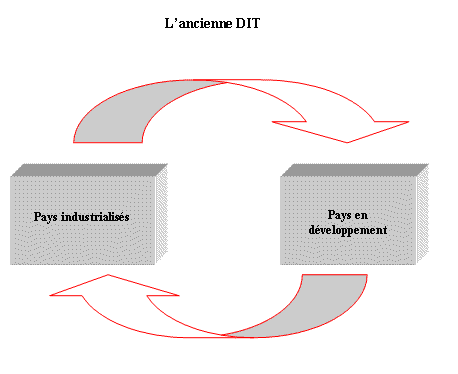 L'ancienne DIT
Pays industrialisés
Pays en
développement